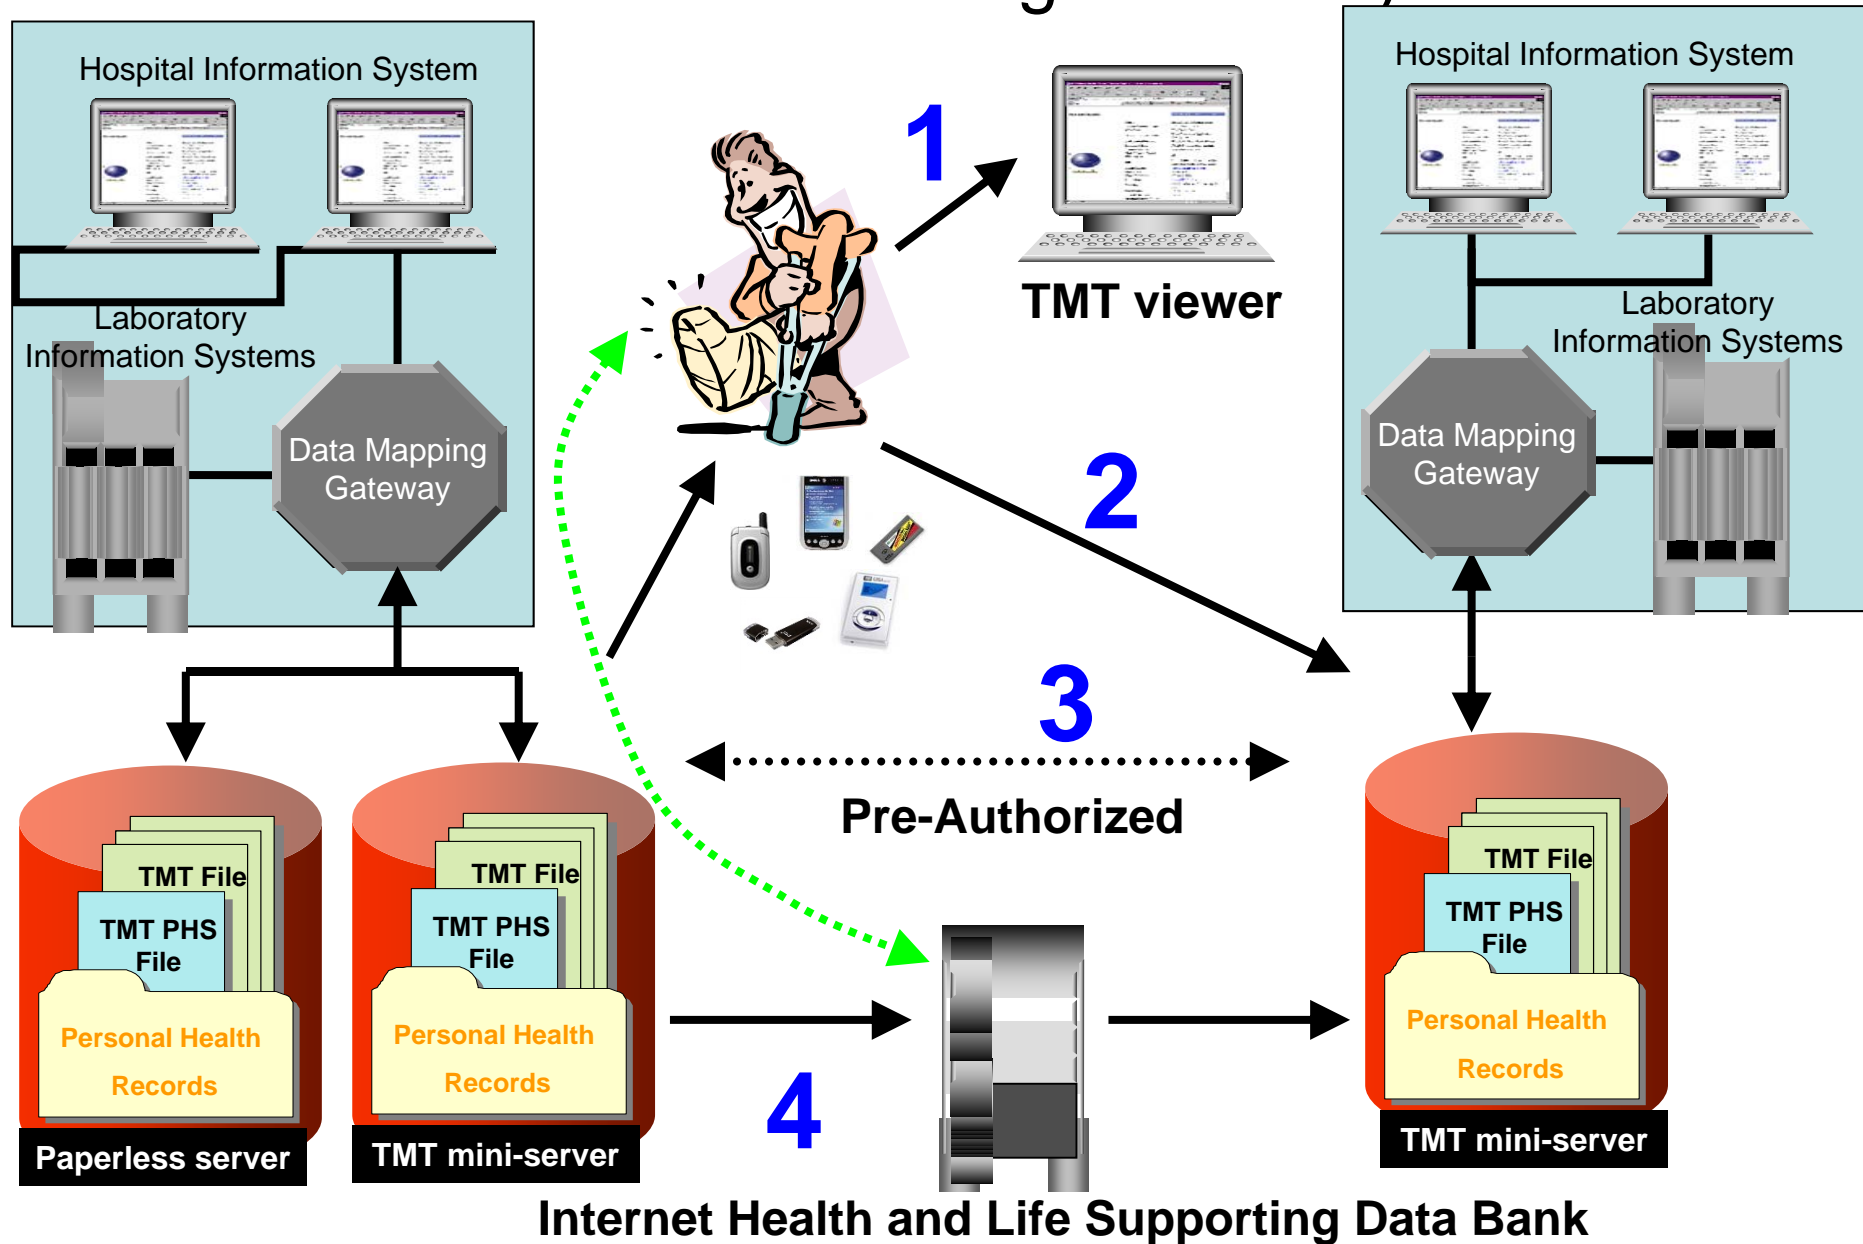 Hospital Information System
Laboratory
Information Systems
Data Mapping
Gateway
1
TMT viewer
2
3
Pre-Authorized
4
Hospital Information System
Laboratory
Information Systems
Data Mapping
Gateway
TMT File
TMT PHS
File
Personal Health
Records
Paperless server
TMT File
TMT PHS
File
Personal Health
Records
TMT mini-server
TMT File
TMT PHS
File
Personal Health
Records
TMT mini-server
Internet Health and Life Supporting Data Bank